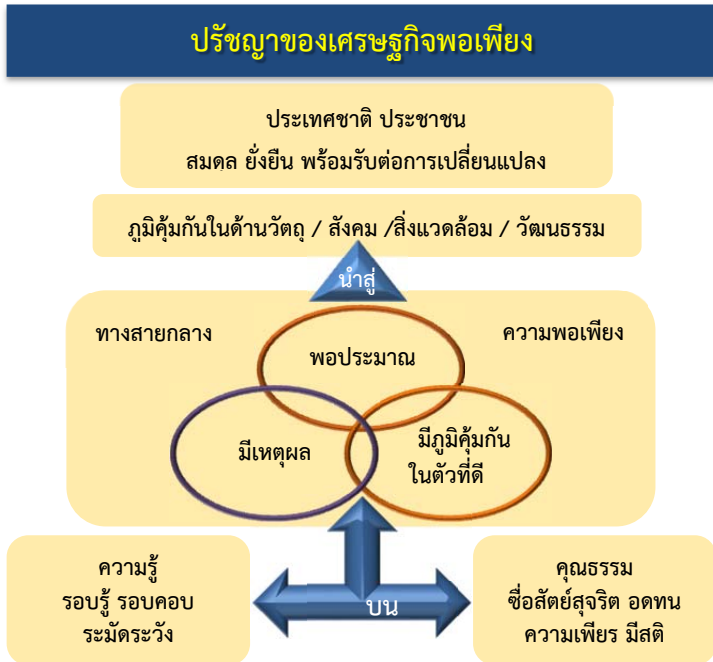 ปรัชญาของเศรษฐกิจพอเพียง
ประเทศชาติ ประชาชน
สมดุล ยั่งยืน พร้อมรับต่อการเปลี่ยนแปลง
ภูมิคุ้มกันในด้านวัตถุ / สังคม /สิ่งแวดล้อม / วัฒนธรรม
นำสู่
ทางสายกลาง
ความพอเพียง
พอประมาณ
มีเหตุผล
มีภูมิคุ้มกัน
ในตัวที่ดี
ความรู้
รอบรู้ รอบคอบ
ระมัดระวัง
บน
คุณธรรม
ซื่อสัตย์สุจริต อดทน
ความเพียร มีสติ